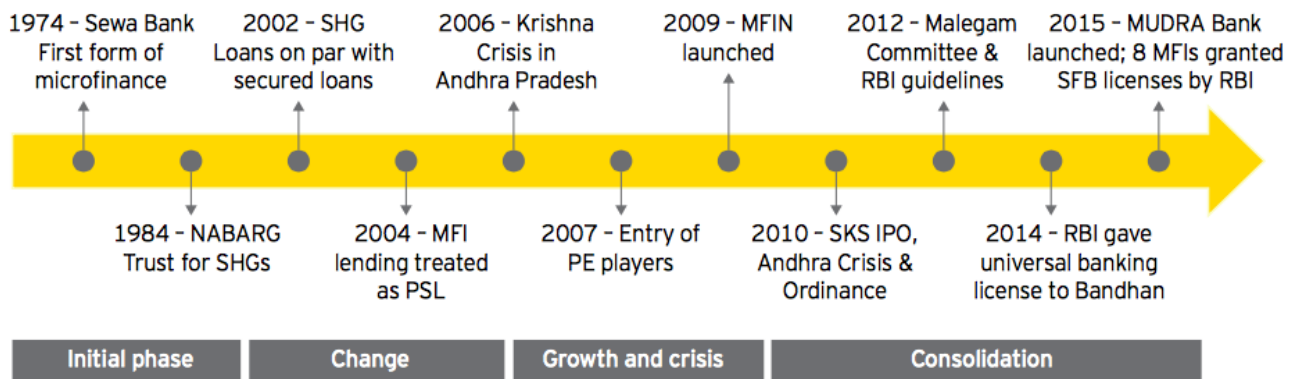 1974 – Sewa Bank
First form of
microfinance
2002 – SHG
Loans on par with
secured loans
2006 – Krishna
Crisis in
Andhra Pradesh
2009 – MFIN
launched
2012 – Malegam
Committee &
RBI guidelines
2015 – MUDRA Bank
launched; 8 MFIs granted
SFB licenses by RBI
1984 – NABARG
Trust for SHGs
2004 – MFI
lending treated
as PSL
2007 – Entry of
PE players
2010 – SKS IPO,
Andhra Crisis &
Ordinance
2014 – RBI gave
universal banking
license to Bandhan
Initial phase
Change
Growth and crisis
Consolidation